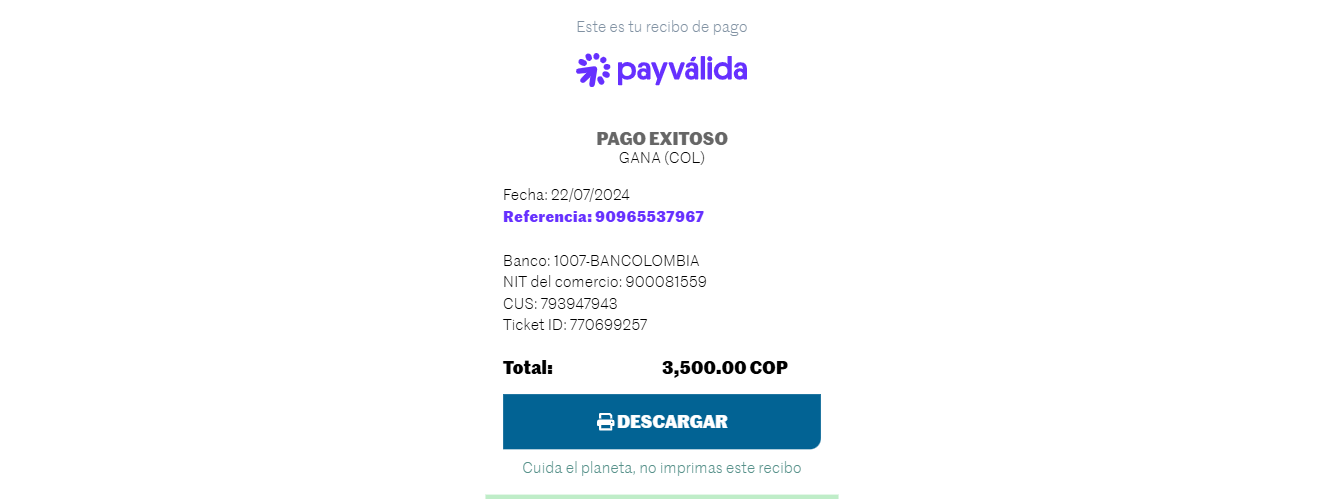 Este es tu recibo de pago
payválida
PAGO EXITOSO
GANA (COL)
Fecha: 22/07/2024
Referencia: 90965537967
Banco: 1007-BANCOLOMBIA
NIT del comercio: 900081559
CUS: 793947943
Ticket ID: 770699257
Total: 3,500.00 COP
DESCARGAR
Cuida el planeta, no imprimas este recibo